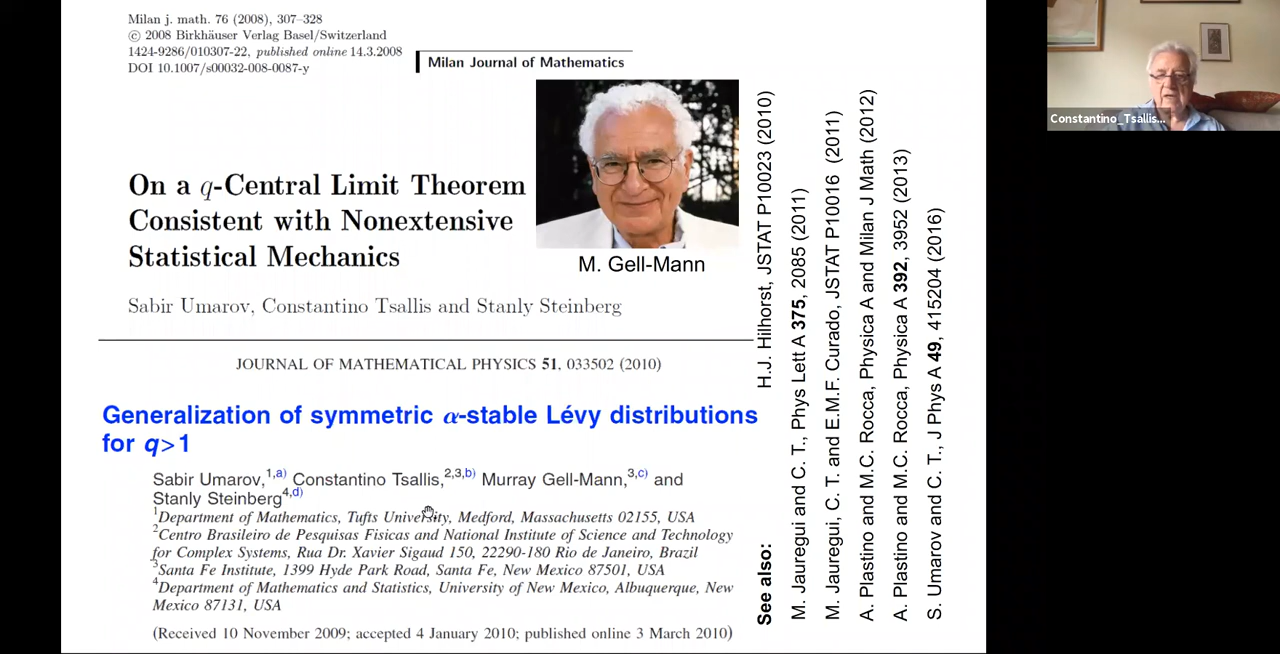 Milan j. math. 76 (2008), 307–328
© 2008 Birkhäuser Verlag Basel/Switzerland
1424-9286/010307-22, published online 14.3.2008
DOI 10.1007/s00032-008-0087-y
Milan Journal of Mathematics
On a q-Central Limit Theorem
Consistent with Nonextensive
Statistical Mechanics
M. Gell-Mann
Sabir Umarov, Constantino Tsallis and Stanly Steinberg
JOURNAL OF MATHEMATICAL PHYSICS 51, 033502 (2010)
Generalization of symmetric α-stable Lévy distributions
for q>1
Sabir Umarov,1,a) Constantino Tsallis,2,3,b) Murray Gell-Mann,3,c) and
Stanly Steinberg4,d)
1Department of Mathematics, Tufts University, Medford, Massachusetts 02155, USA
2Centro Brasileiro de Pesquisas Fisicas and National Institute of Science and Technology
for Complex Systems, Rua Dr. Xavier Sigaud 150, 22290-180 Rio de Janeiro, Brazil
3Santa Fe Institute, 1399 Hyde Park Road, Santa Fe, New Mexico 87501, USA
4Department of Mathematics and Statistics, University of New Mexico, Albuquerque, New
Mexico 87131, USA
(Received 10 November 2009; accepted 4 January 2010; published online 3 March 2010)
See also: H.J. Hilhorst, JSTAT P10023 (2010)
M. Jauregui and C. T., Phys Lett A 375, 2085 (2011)
M. Jauregui, C. T. and E.M.F. Curado, JSTAT P10016 (2011)
A. Plastino and M.C. Rocca, Physica A and Milan J Math (2012)
A. Plastino and M.C. Rocca, Physica A 392, 3952 (2013)
S. Umarov and C. T., J Phys A 49, 415204 (2016)
Constantino_Tsallis...